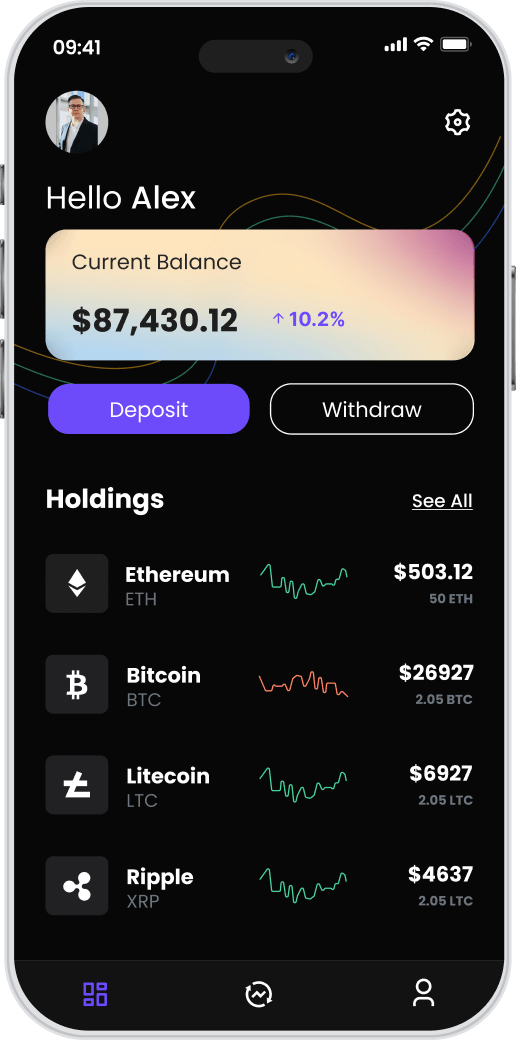 09:41
Hello Alex
Current Balance
$87,430.12 ↑ 10.2%
Deposit Withdraw
Holdings See All
Ethereum $503.12
ETH 50 ETH
Bitcoin $26927
BTC 2.05 BTC
Litecoin $6927
LTC 2.05 LTC
Ripple $4637
XRP 2.05 LTC